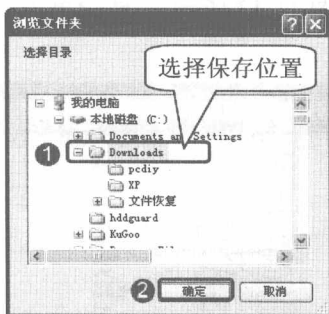 浏览文件夹
选择目录
选择保存位置
我的电脑
本地磁盘 (C:)
Documents and Settings
1
Downloads
pcdiy
XP
文件恢复
hddguard
KuGoo
2
确定
取消